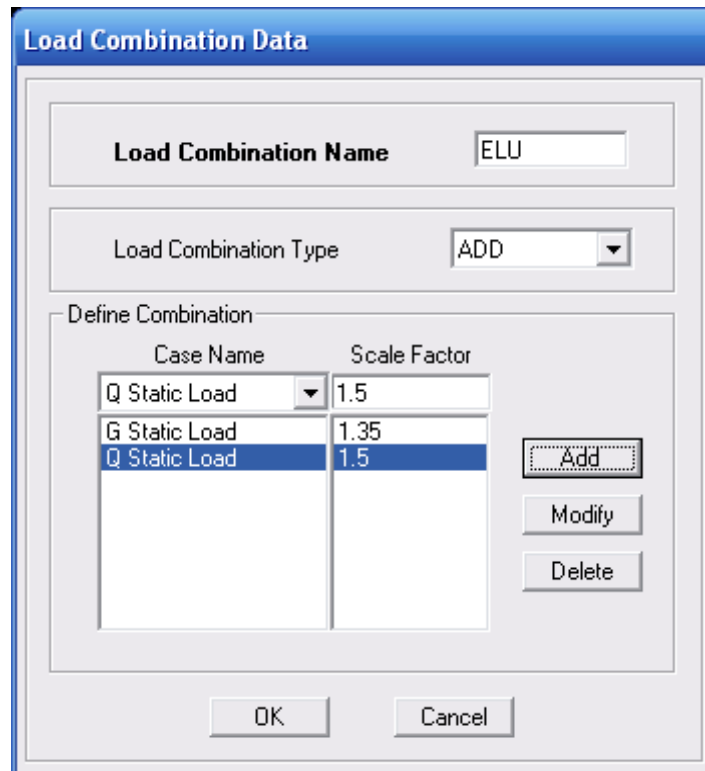 Load Combination Data
Load Combination Name ELU
Load Combination Type ADD
Define Combination
Case Name Scale Factor
Q Static Load 1.5
G Static Load 1.35
Q Static Load 1.5
Add
Modify
Delete
OK Cancel